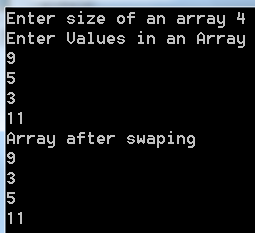 Enter size of an array 4
Enter Values in an Array
9
5
3
11
Array after swaping
9
3
5
11